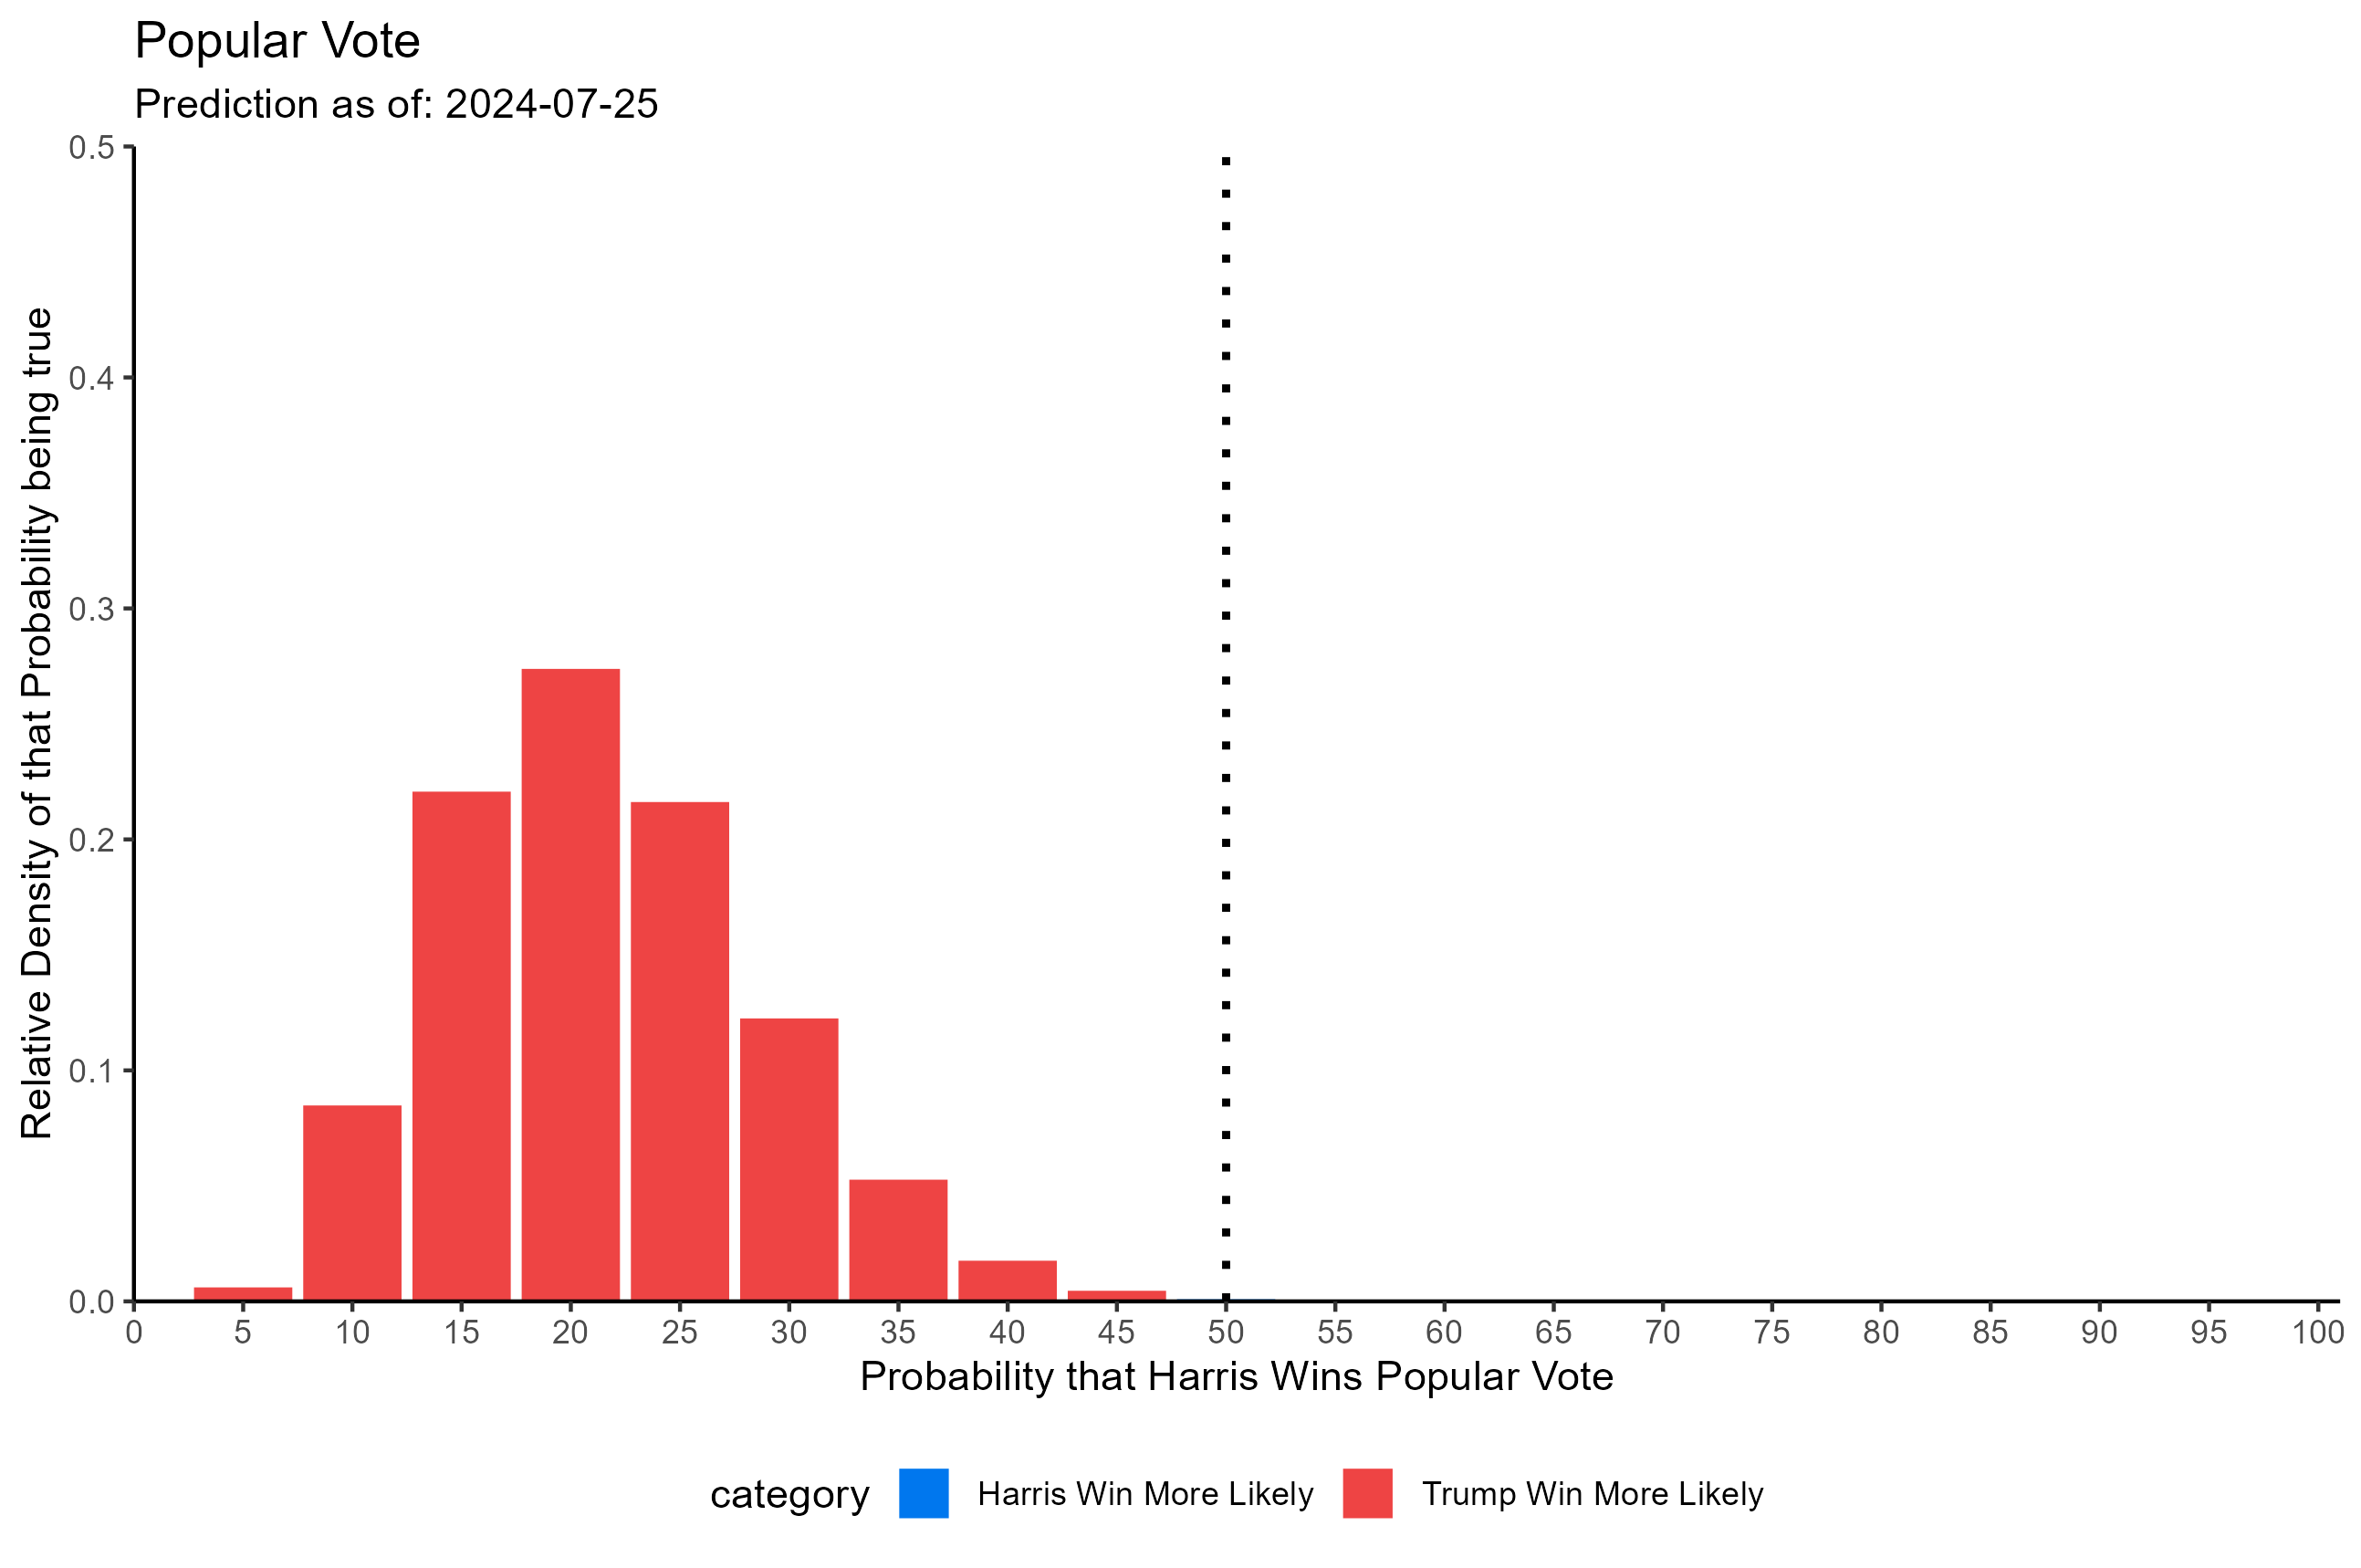 Popular Vote
Prediction as of: 2024-07-25
Relative Density of that Probability being true
0.5
0.4
0.3
0.2
0.1
0.0
0 5 10 15 20 25 30 35 40 45 50 55 60 65 70 75 80 85 90 95 100
Probability that Harris Wins Popular Vote
category Harris Win More Likely Trump Win More Likely